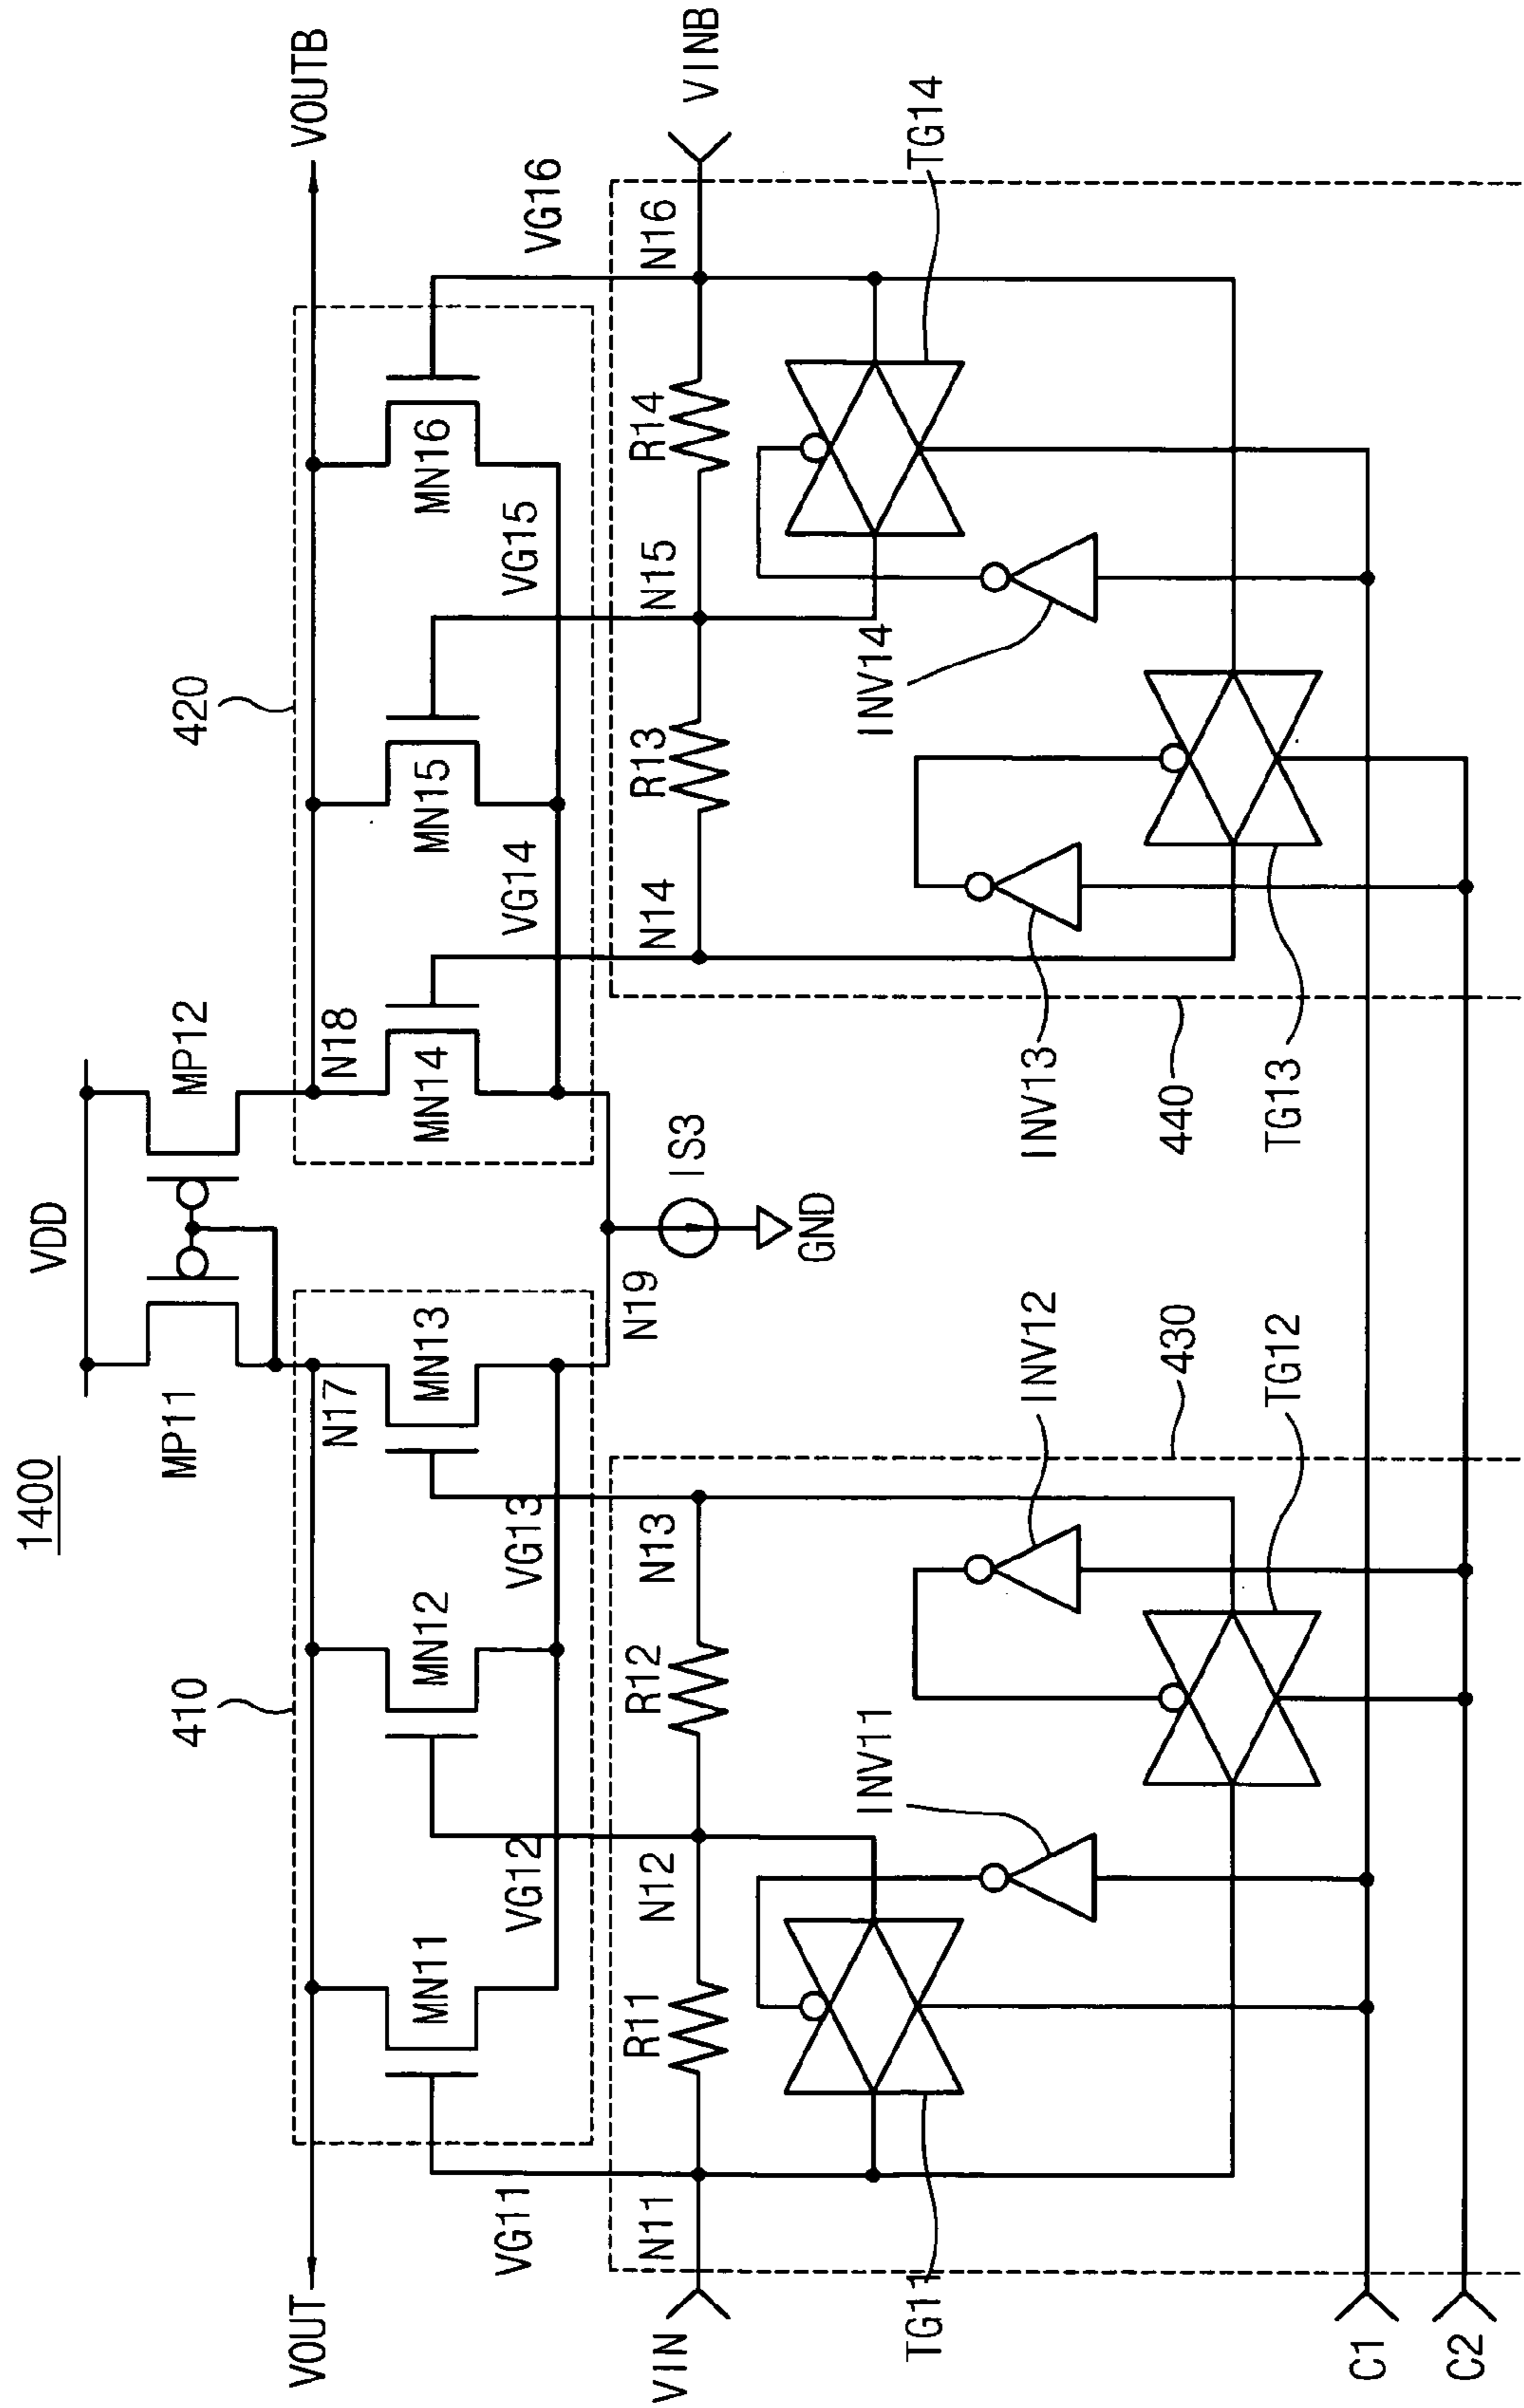 1400
VDD
MP11
MP12
VOUT
410
N17
N18
420
VOUTB
MN11
MN12
MN13
MN14
MN15
MN16
VG11
VG12
VG13
VG14
VG15
VG16
N19
IS3
GND
VIN
N11
R11
N12
R12
N13
N14
R13
N15
R14
N16
VINB
TG11
INV11
INV12
430
TG12
INV13
440
TG13
INV14
TG14
C1
C2